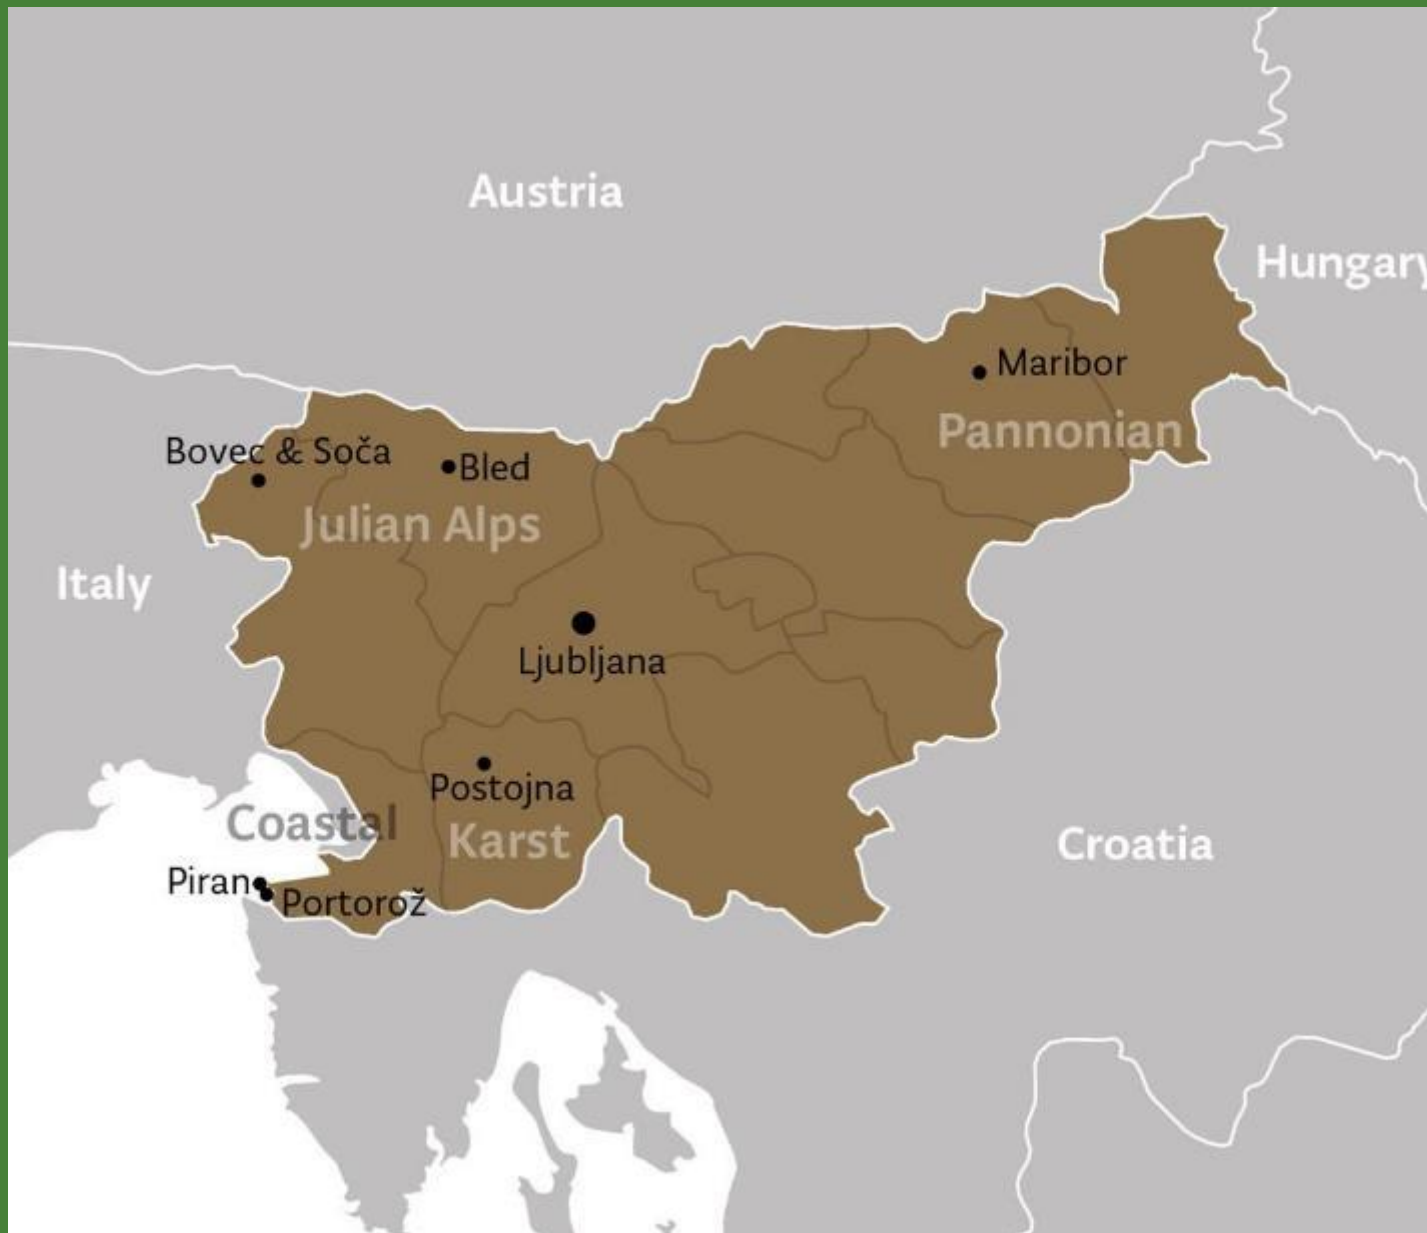 Austria
Hungary
Maribor
Pannonian
Bovec & Soča
Bled
Julian Alps
Italy
Ljubljana
Postojna
Coastal
Karst
Croatia
Piran
Portorož